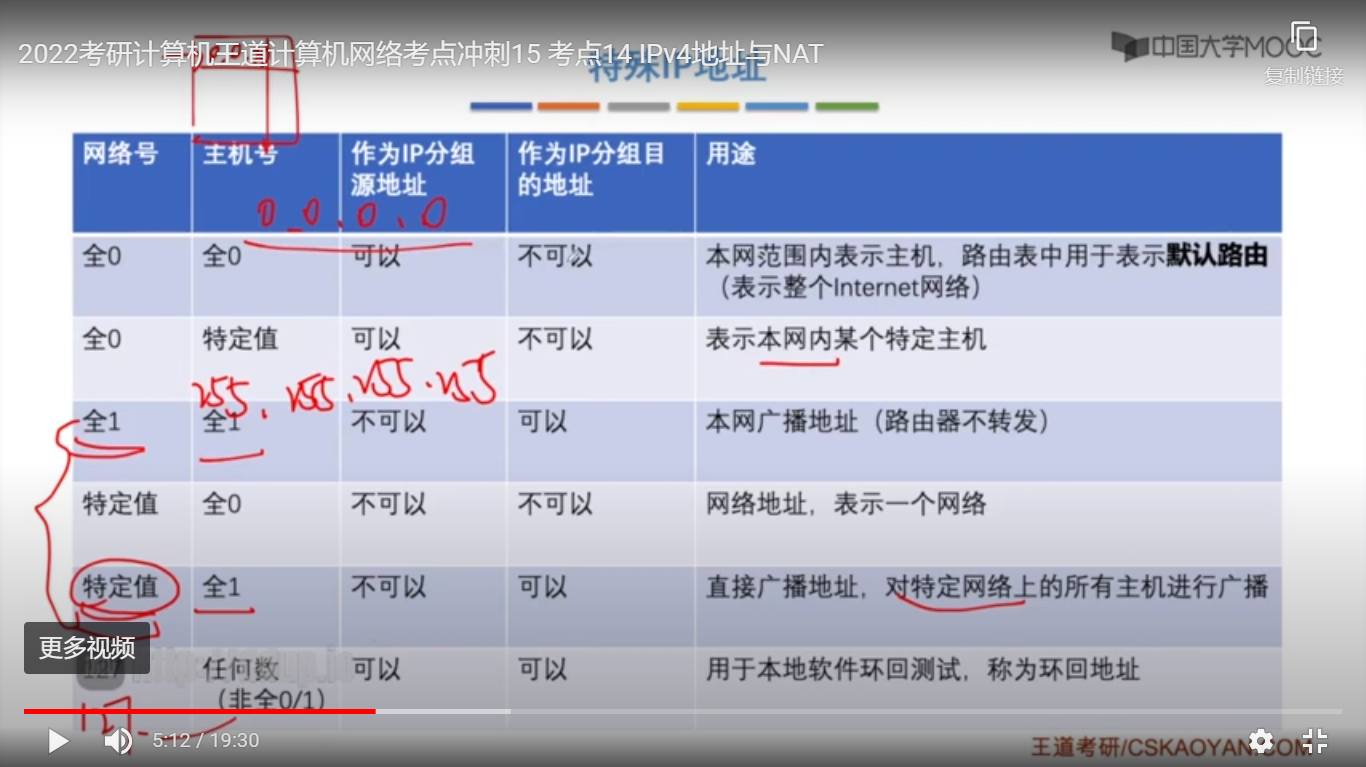 2022考研计算机王道计算机网络考点冲刺15 考点14 IPv4地址与NAT
中国大学MOOC
复制链接
特殊IP地址
网络号 主机号 作为IP分组源地址 作为IP分组目的地址 用途
0.0.0.0
全0 全0 可以 不可以 本网范围内表示主机，路由表中用于表示默认路由
（表示整个Internet网络）
全0 特定值 可以 不可以 表示本网内某个特定主机
255.255.255.255
全1 全1 不可以 可以 本网广播地址（路由器不转发）
特定值 全0 不可以 不可以 网络地址，表示一个网络
特定值 全1 不可以 可以 直接广播地址，对特定网络上的所有主机进行广播
更多视频
127 任何数 可以 可以 用于本地软件环回测试，称为环回地址
（非全0/1）
127.
5:12 / 19:30
王道考研/CSKAOYAN.COM